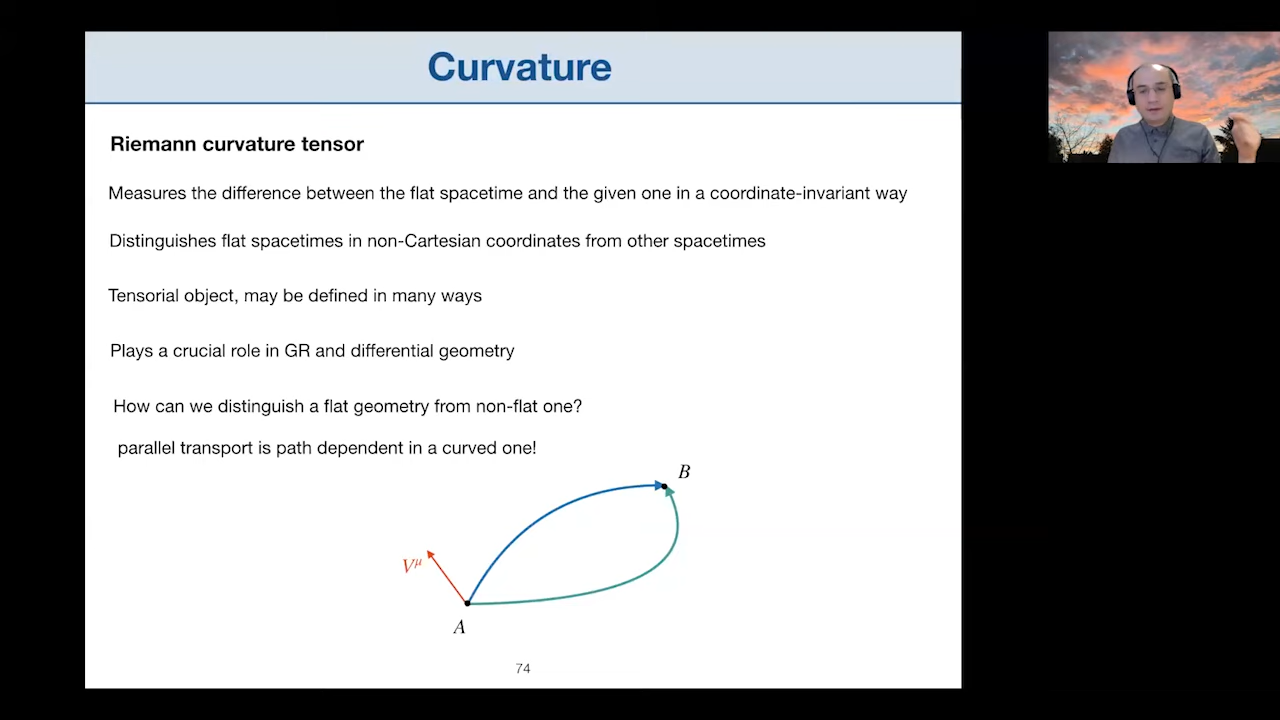 Curvature
Riemann curvature tensor
Measures the difference between the flat spacetime and the given one in a coordinate-invariant way
Distinguishes flat spacetimes in non-Cartesian coordinates from other spacetimes
Tensorial object, may be defined in many ways
Plays a crucial role in GR and differential geometry
How can we distinguish a flat geometry from non-flat one?
parallel transport is path dependent in a curved one!
B
V^μ
A
74